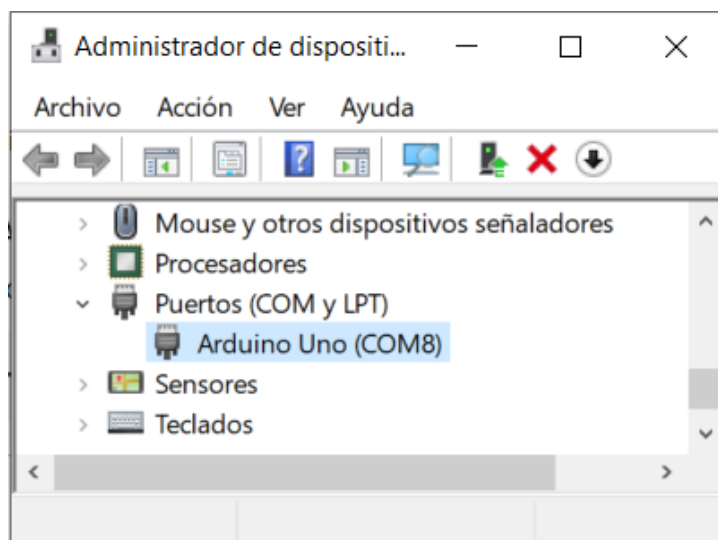 Administrador de dispositi...
Archivo Acción Ver Ayuda
Mouse y otros dispositivos señaladores
Procesadores
Puertos (COM y LPT)
Arduino Uno (COM8)
Sensores
Teclados